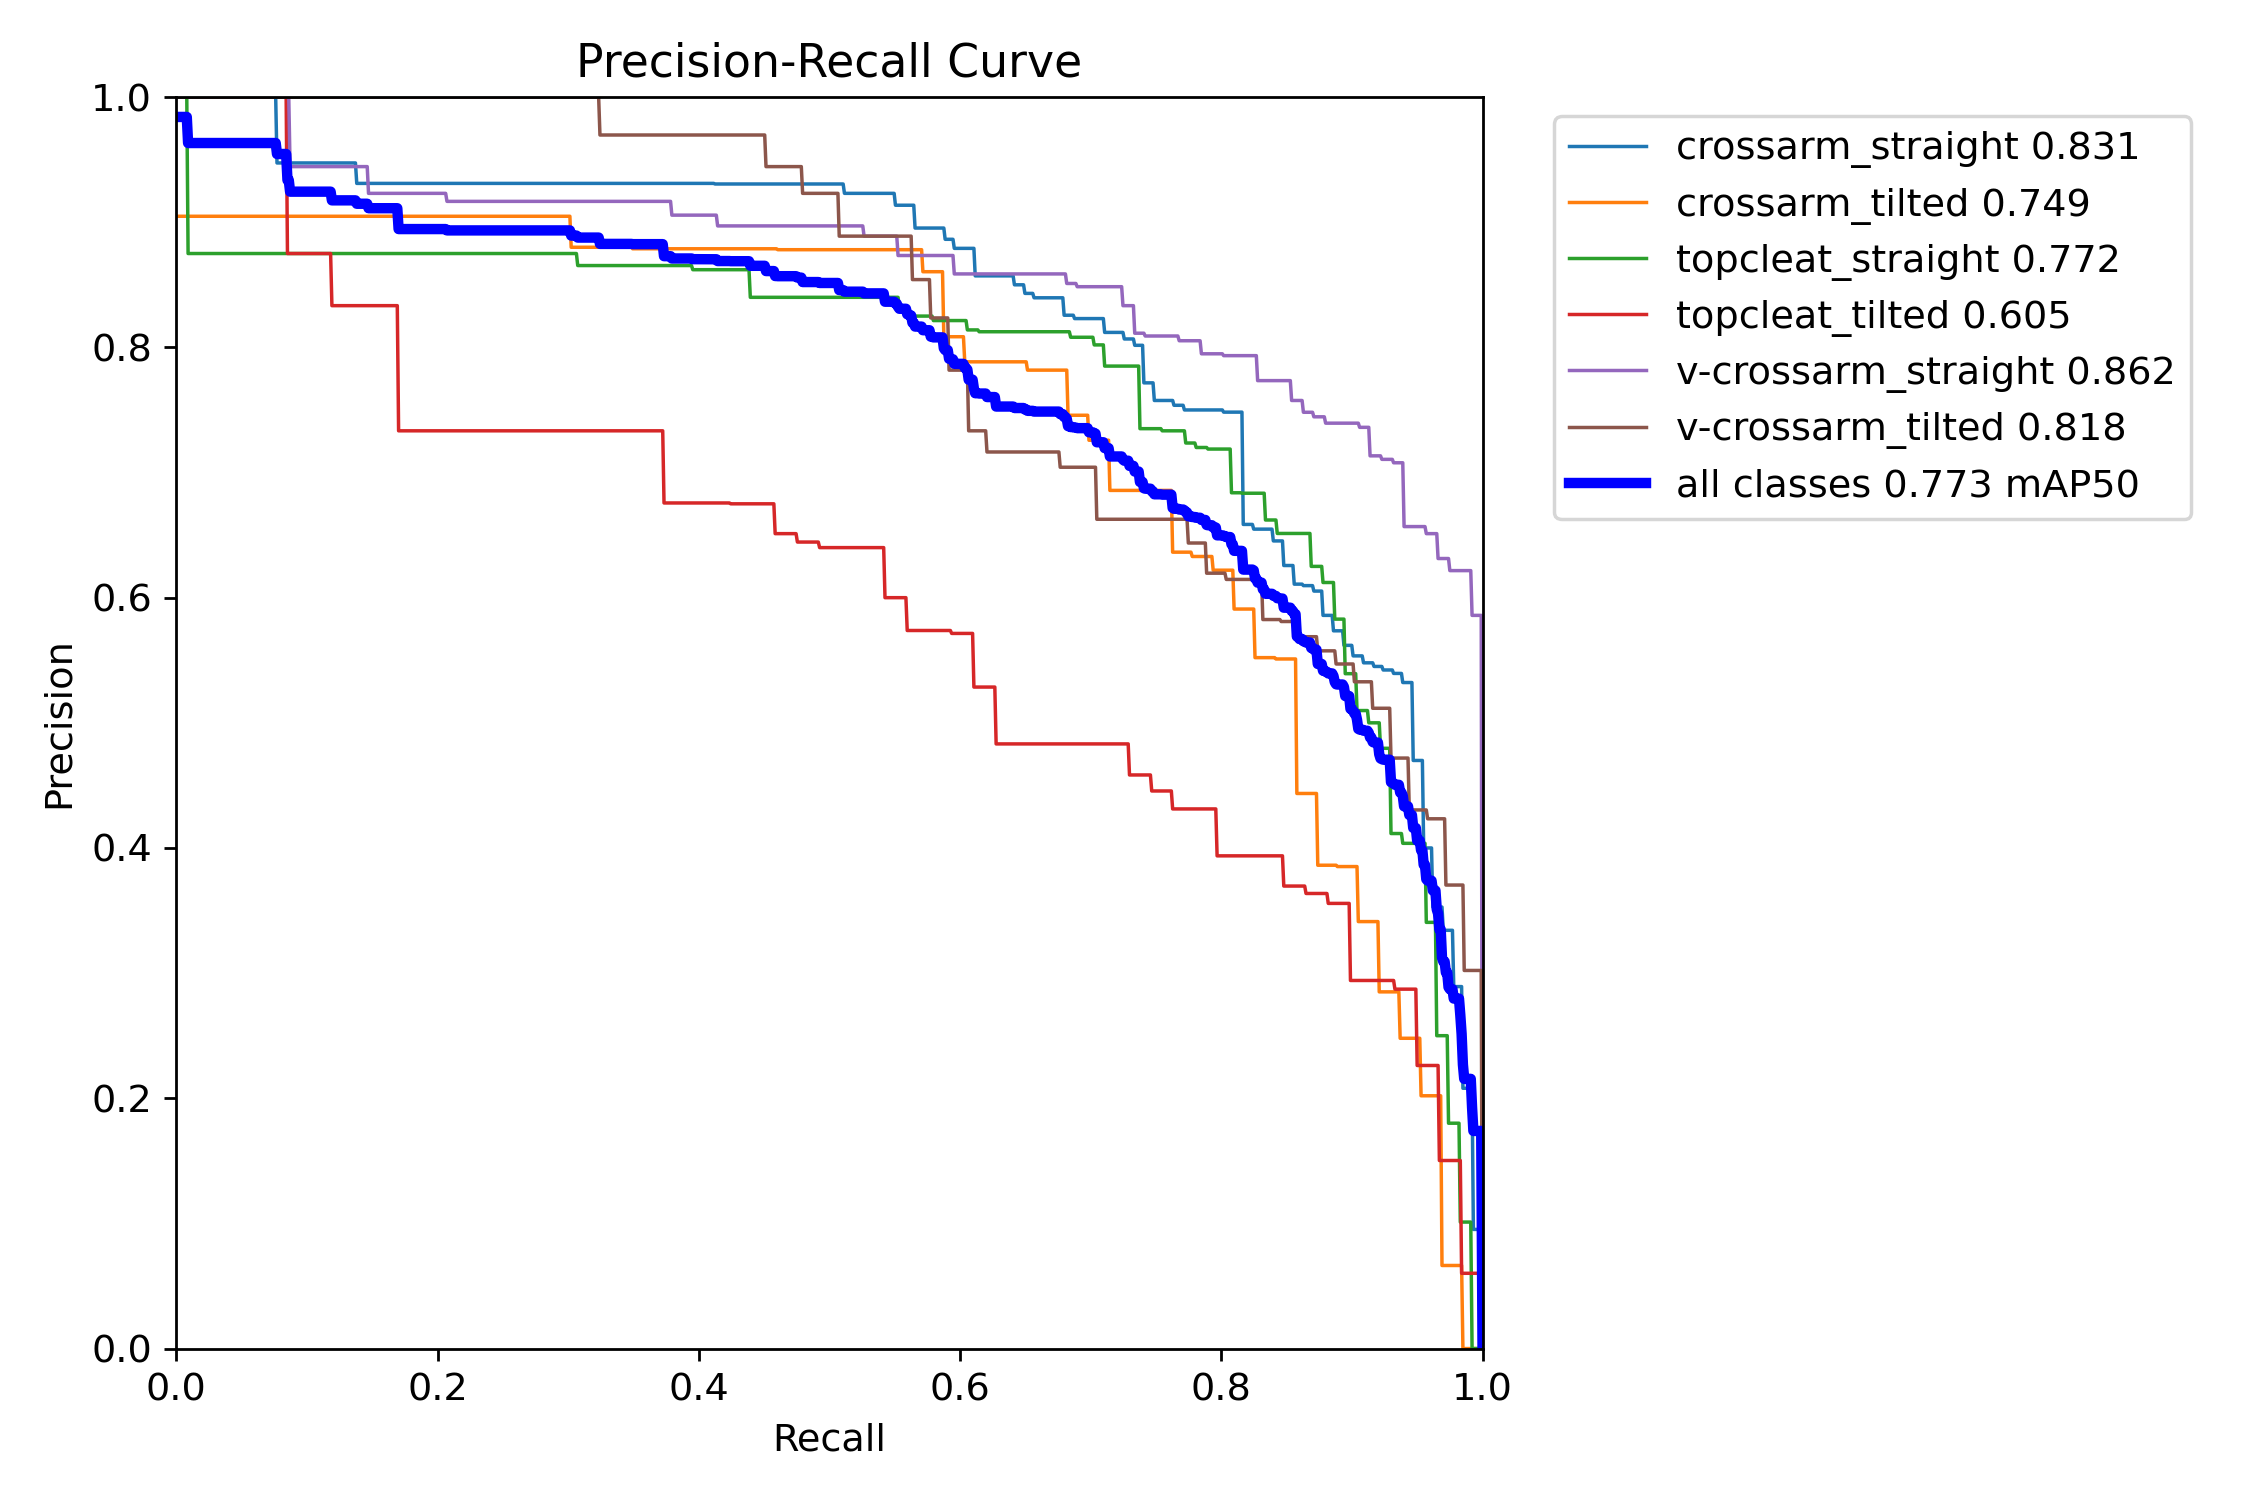 Precision-Recall Curve
1.0
0.8
0.6
0.4
0.2
0.0
Precision
0.0 0.2 0.4 0.6 0.8 1.0
Recall
crossarm_straight 0.831
crossarm_tilted 0.749
topcleat_straight 0.772
topcleat_tilted 0.605
v-crossarm_straight 0.862
v-crossarm_tilted 0.818
all classes 0.773 mAP50